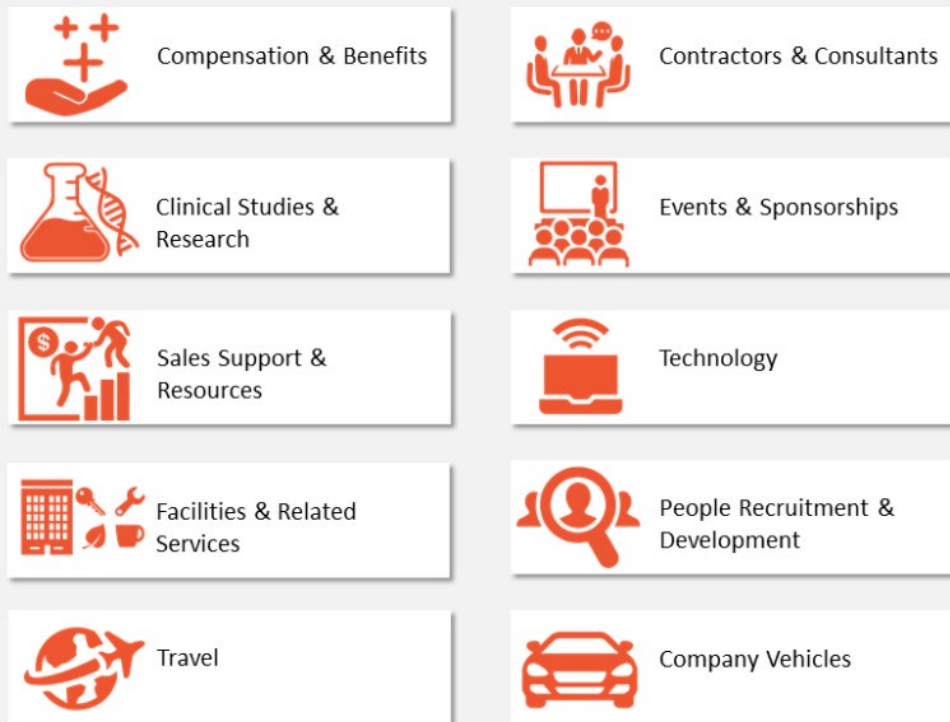 Compensation & Benefits
Contractors & Consultants
Clinical Studies &
Research
Events & Sponsorships
$
Sales Support &
Resources
Technology
Facilities & Related
Services
People Recruitment &
Development
Travel
Company Vehicles